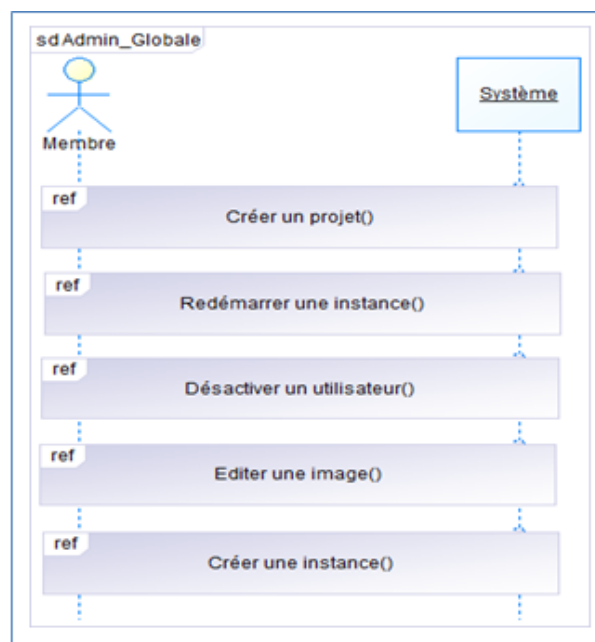 sd Admin_Globale
Système
Membre
ref
Créer un projet()
ref
Redémarrer une instance()
ref
Désactiver un utilisateur()
ref
Editer une image()
ref
Créer une instance()